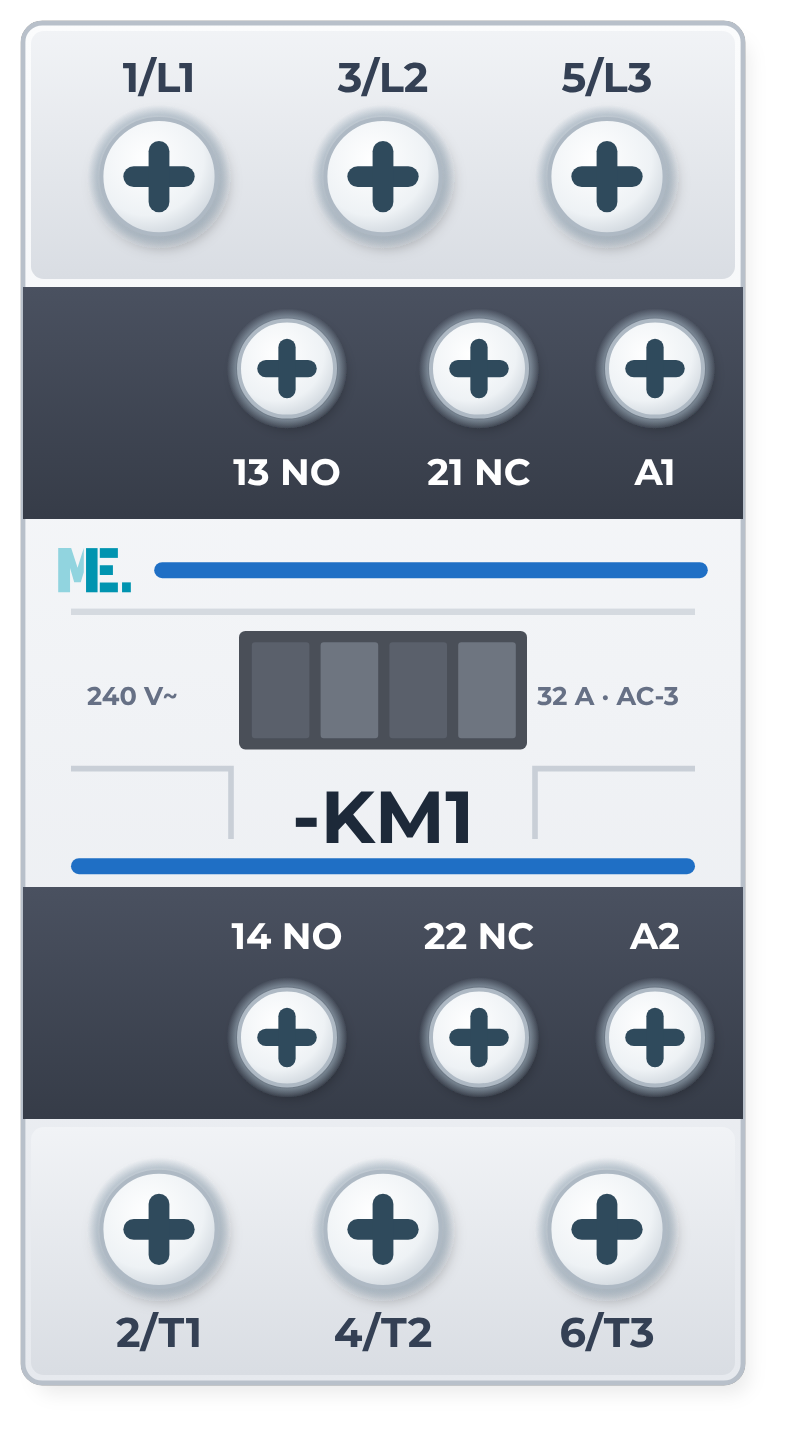 1/L1 3/L2 5/L3
13 NO 21 NC A1
ME.
240 V~ 32 A · AC-3
-KM1
14 NO 22 NC A2
2/T1 4/T2 6/T3